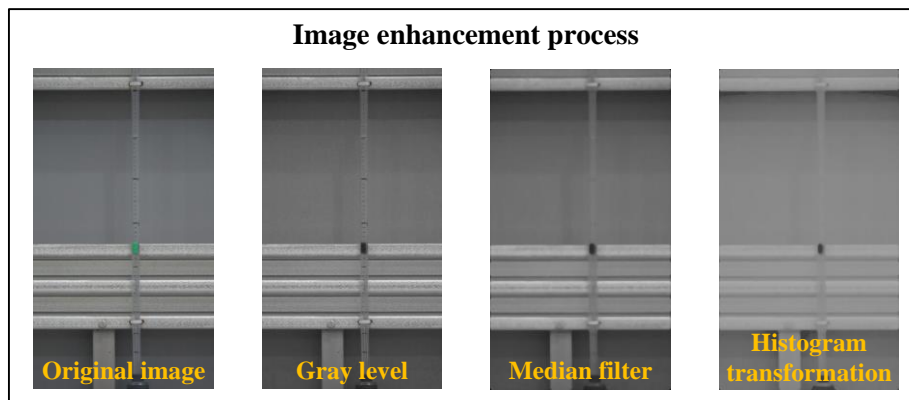 Image enhancement process
Original image
Gray level
Median filter
Histogram
transformation